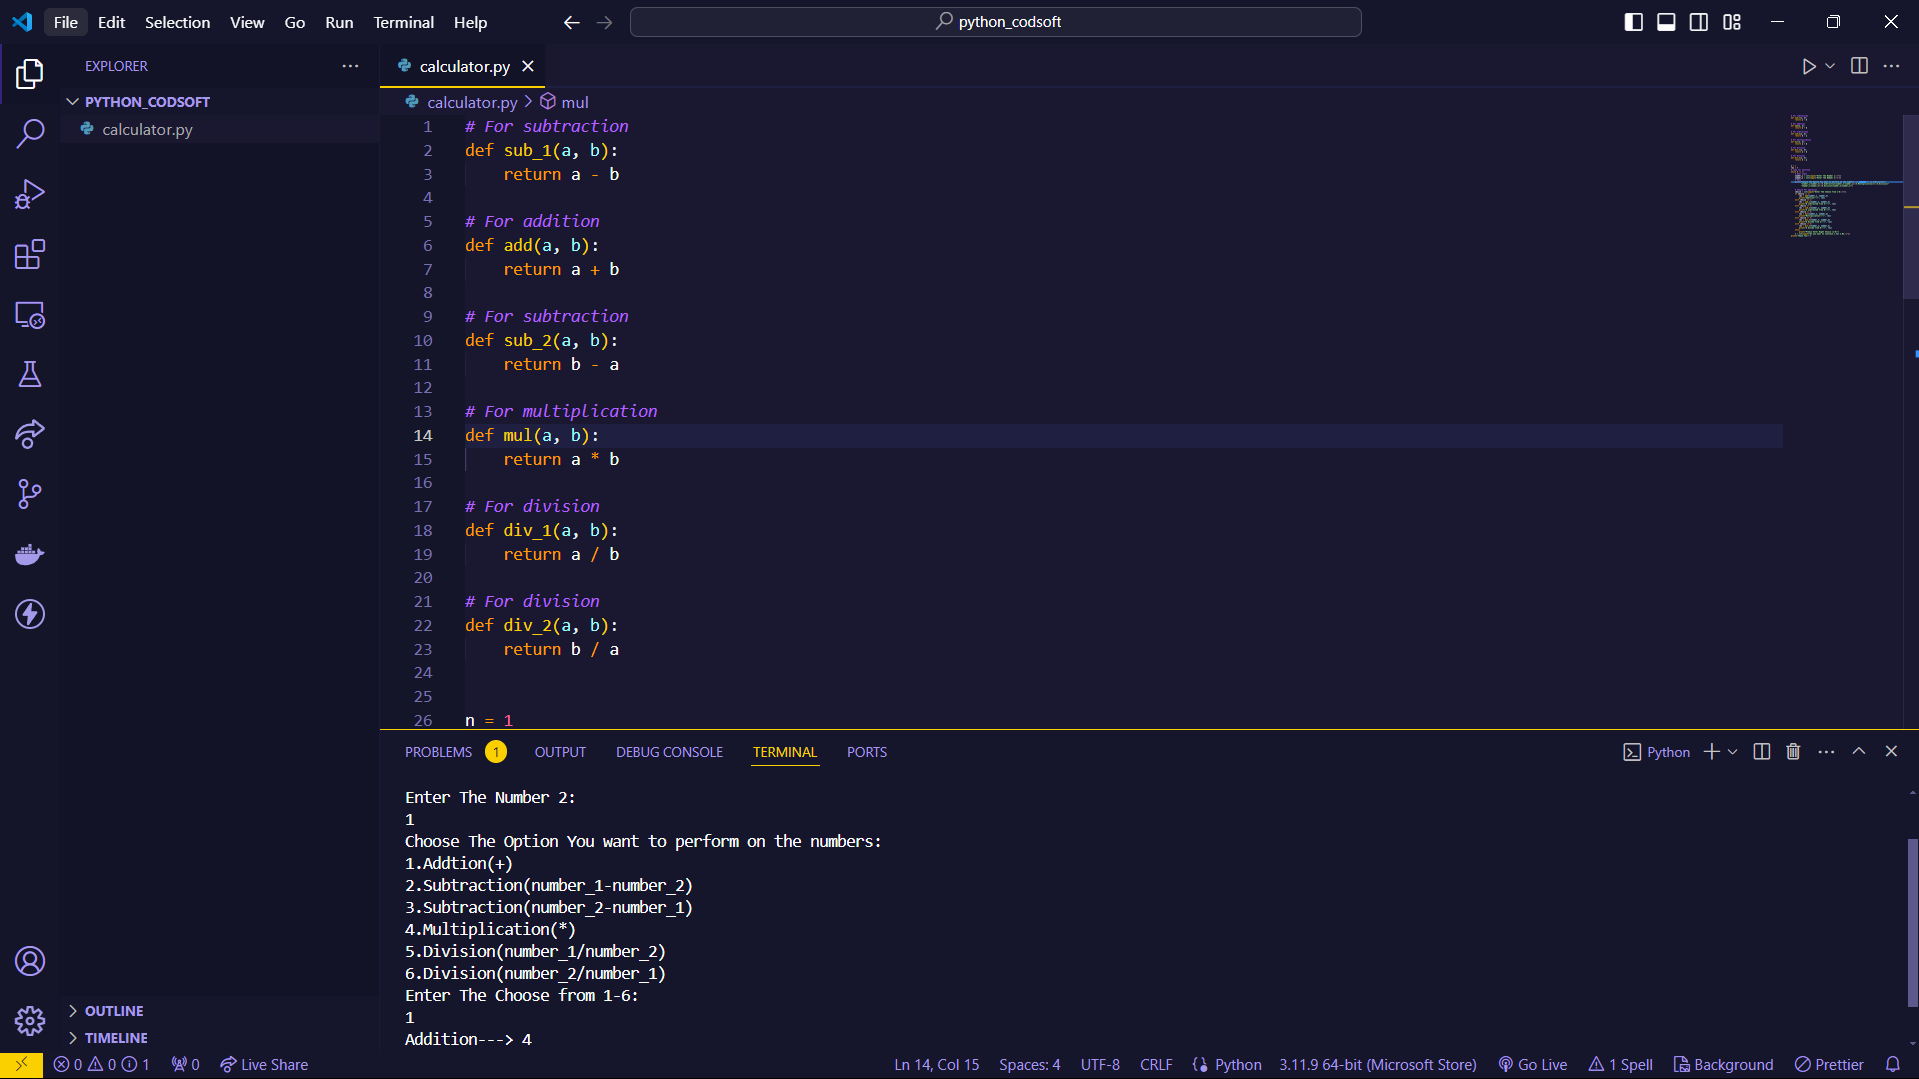 File Edit Selection View Go Run Terminal Help
python_codsoft
EXPLORER
PYTHON_CODSOFT
calculator.py
OUTLINE
TIMELINE
calculator.py
calculator.py > mul
1 # For subtraction
2 def sub_1(a, b):
3 return a - b
4
5 # For addition
6 def add(a, b):
7 return a + b
8
9 # For subtraction
10 def sub_2(a, b):
11 return b - a
12
13 # For multiplication
14 def mul(a, b):
15 return a * b
16
17 # For division
18 def div_1(a, b):
19 return a / b
20
21 # For division
22 def div_2(a, b):
23 return b / a
24
25
26 n = 1
PROBLEMS 1 OUTPUT DEBUG CONSOLE TERMINAL PORTS
Python
Enter The Number 2:
1
Choose The Option You want to perform on the numbers:
1.Addtion(+)
2.Subtraction(number_1-number_2)
3.Subtraction(number_2-number_1)
4.Multiplication(*)
5.Division(number_1/number_2)
6.Division(number_2/number_1)
Enter The Choose from 1-6:
1
Addition---> 4
0 0 1 0 Live Share Ln 14, Col 15 Spaces: 4 UTF-8 CRLF Python 3.11.9 64-bit (Microsoft Store) Go Live 1 Spell Background Prettier